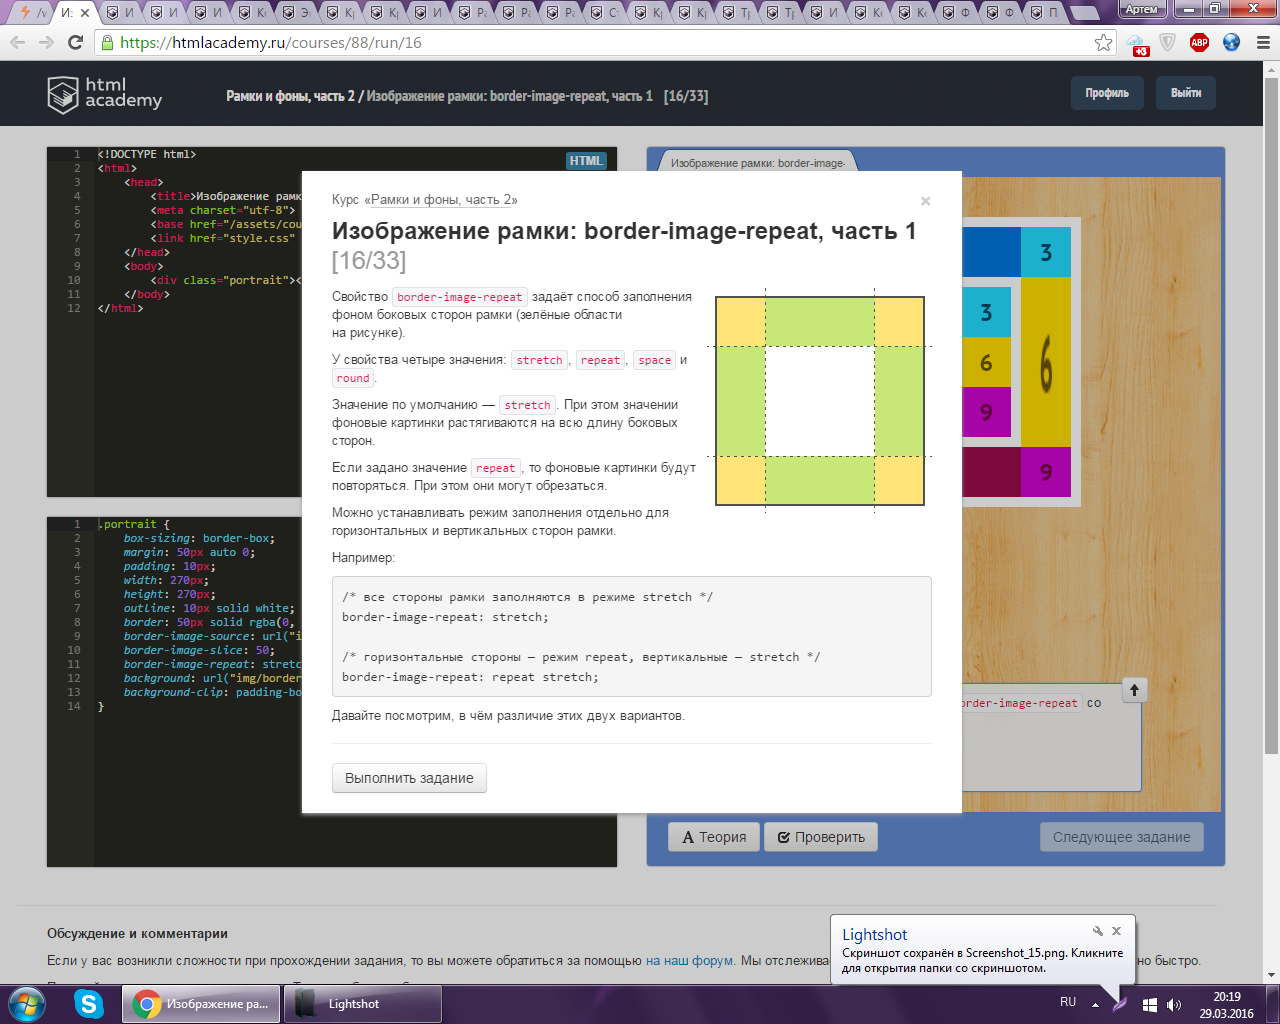 Артем
https://htmlacademy.ru/courses/88/run/16
+3
ABP
html
academy
Рамки и фоны, часть 2 / Изображение рамки: border-image-repeat, часть 1 [16/33]
Профиль
Выйти
1 <!DOCTYPE html>
2 <html>
3 <head>
4 <title>Изображение рамк
5 <meta charset="utf-8">
6 <base href="/assets/cou
7 <link href="style.css"
8 </head>
9 <body>
10 <div class="portrait"><
11 </body>
12 </html>
HTML
1 .portrait {
2 box-sizing: border-box;
3 margin: 50px auto 0;
4 padding: 10px;
5 width: 270px;
6 height: 270px;
7 outline: 10px solid white;
8 border: 50px solid rgba(0,
9 border-image-source: url("i
10 border-image-slice: 50;
11 border-image-repeat: stretc
12 background: url("img/border
13 background-clip: padding-bo
14 }
Курс «Рамки и фоны, часть 2»
×
Изображение рамки: border-image-repeat, часть 1
[16/33]
Свойство border-image-repeat задаёт способ заполнения
фоном боковых сторон рамки (зелёные области
на рисунке).
У свойства четыре значения: stretch, repeat, space и
round.
Значение по умолчанию — stretch. При этом значении
фоновые картинки растягиваются на всю длину боковых
сторон.
Если задано значение repeat, то фоновые картинки будут
повторяться. При этом они могут обрезаться.
Можно устанавливать режим заполнения отдельно для
горизонтальных и вертикальных сторон рамки.
Например:
/* все стороны рамки заполняются в режиме stretch */
border-image-repeat: stretch;
/* горизонтальные стороны — режим repeat, вертикальные — stretch */
border-image-repeat: repeat stretch;
Давайте посмотрим, в чём различие этих двух вариантов.
Выполнить задание
Изображение рамки: border-image-
3
3
6
6
9
9
order-image-repeat со
Теория
Проверить
Следующее задание
Обсуждение и комментарии
Если у вас возникли сложности при прохождении задания, то вы можете обратиться за помощью на наш форум. Мы отслежива
но быстро.
Lightshot
Скриншот сохранён в Screenshot_15.png. Кликните
для открытия папки со скриншотом.
Изображение ра...
Lightshot
RU
20:19
29.03.2016